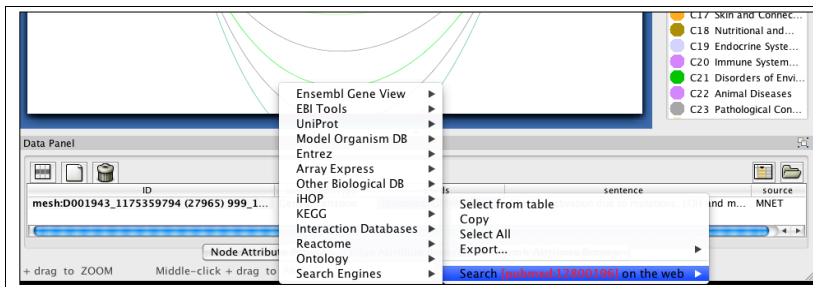 C17 Skin and Connec...
C18 Nutritional and...
C19 Endocrine Syste...
C20 Immune System...
C21 Disorders of Envi...
C22 Animal Diseases
C23 Pathological Con...
Ensembl Gene View
EBI Tools
UniProt
Model Organism DB
Entrez
Array Express
Other Biological DB
iHOP
KEGG
Interaction Databases
Reactome
Ontology
Search Engines
Data Panel
ID
sentence
source
mesh:D001943_1175359794 (27965) 999_1...
and m...
MNET
Select from table
Copy
Select All
Export...
Search [pubmed:12800196] on the web
Node Attribu
+ drag to ZOOM
Middle-click + drag to